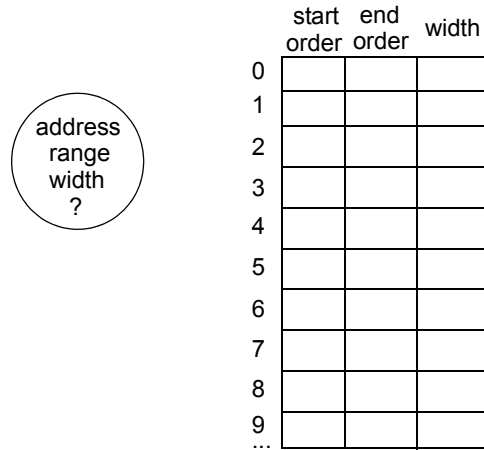 start end width
order order
0
1
address
range
width
?
2
3
4
5
6
7
8
9
...